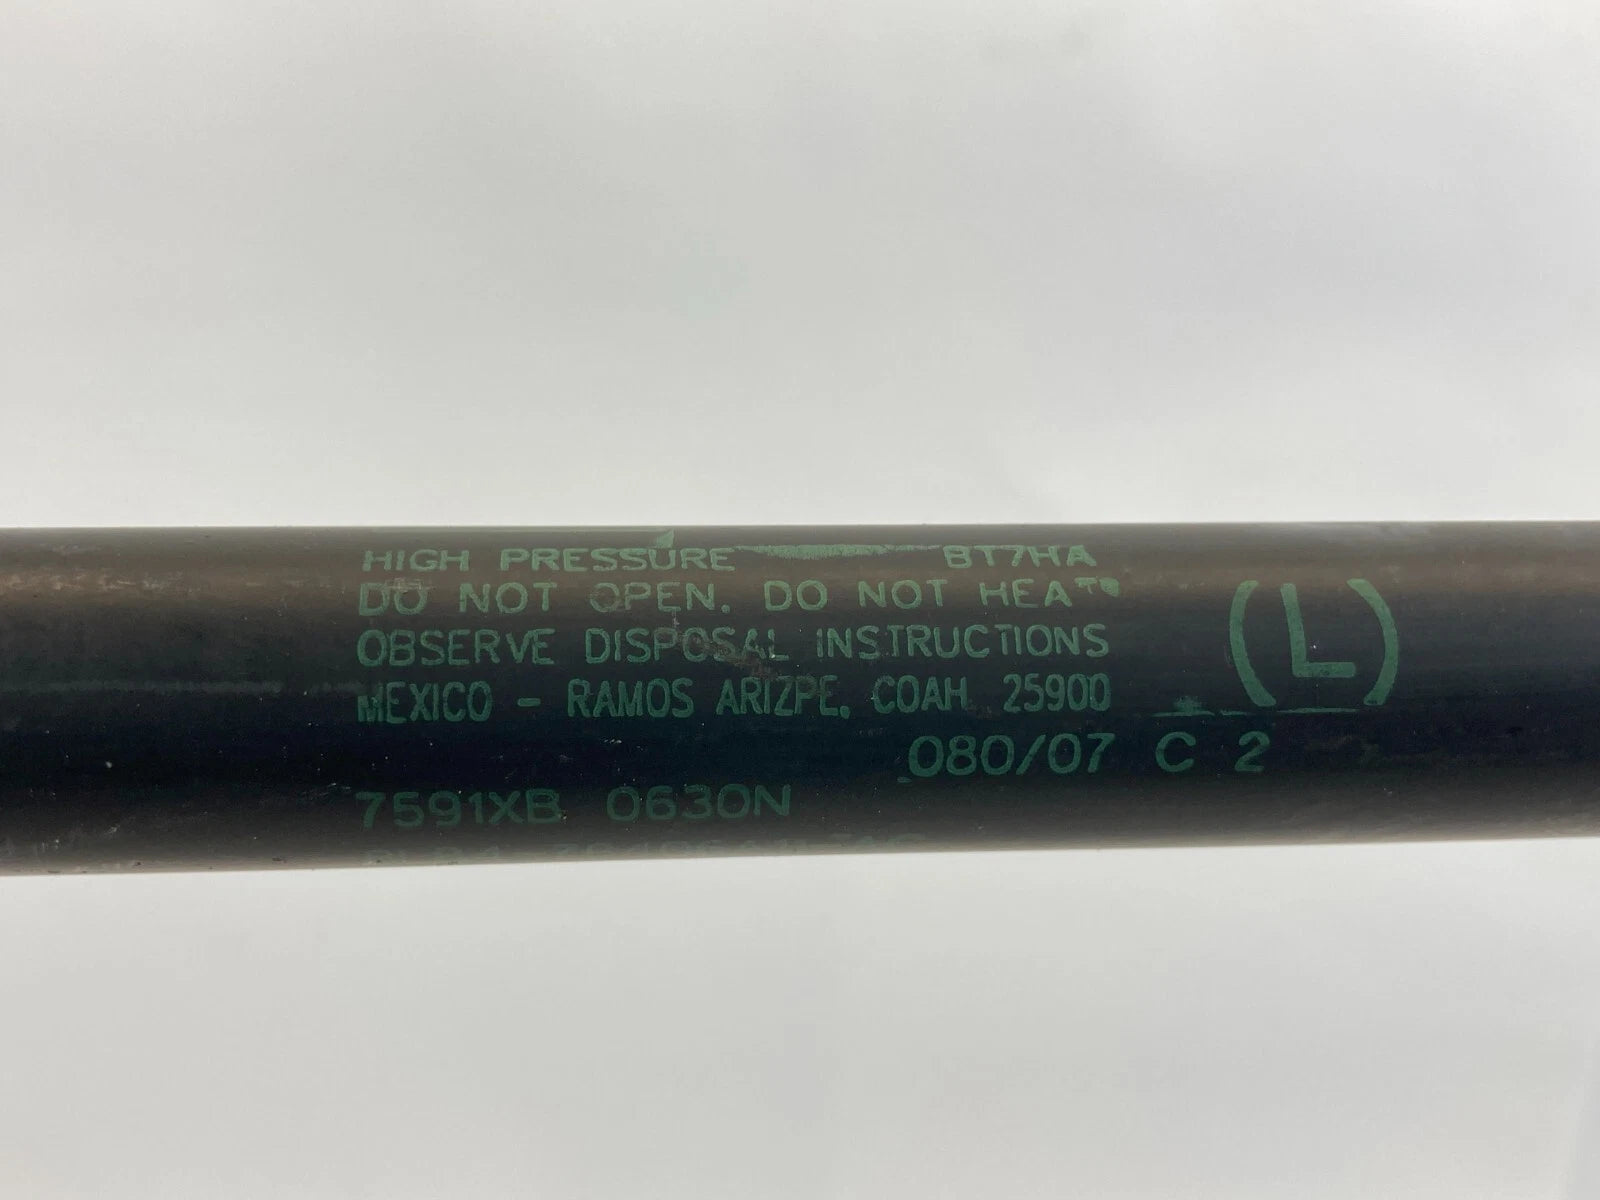 HIGH PRESSURE BT7HA
DO NOT OPEN. DO NOT HEAT
OBSERVE DISPOSAL INSTRUCTIONS
MEXICO - RAMOS ARIZPE, COAH 25900
(L)
080/07 C 2
7591XB 0630N